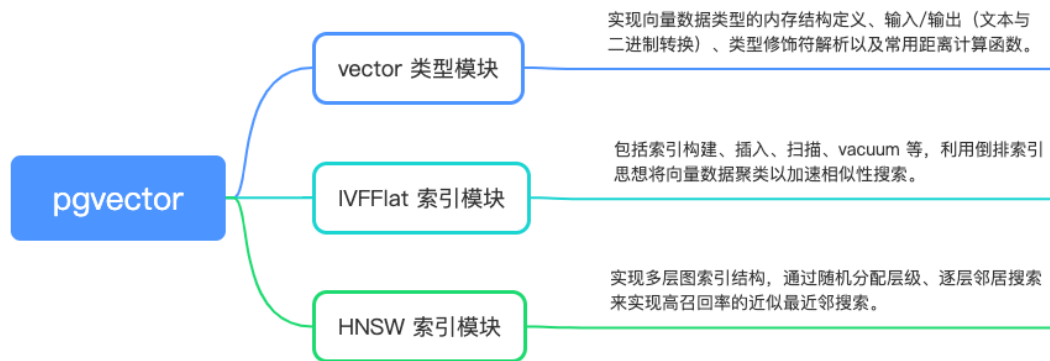 pgvector
vector 类型模块
实现向量数据类型的内存结构定义、输入/输出（文本与
二进制转换）、类型修饰符解析以及常用距离计算函数。
IVFFlat 索引模块
包括索引构建、插入、扫描、vacuum 等，利用倒排索引
思想将向量数据聚类以加速相似性搜索。
HNSW 索引模块
实现多层图索引结构，通过随机分配层级、逐层邻居搜索
来实现高召回率的近似最近邻搜索。